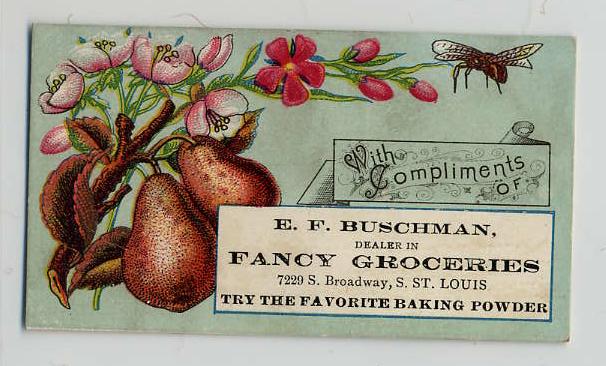 With
Compliments
OF
E. F. BUSCHMAN,
DEALER IN
FANCY GROCERIES
7229 S. Broadway, S. ST. LOUIS
TRY THE FAVORITE BAKING POWDER